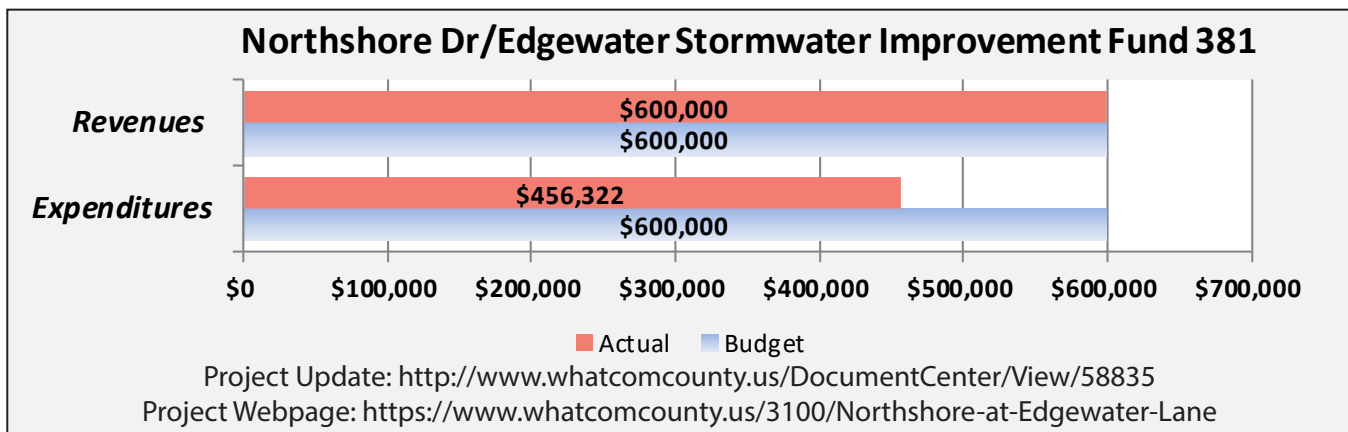 Northshore Dr/Edgewater Stormwater Improvement Fund 381
Revenues
$600,000
$600,000
Expenditures
$456,322
$600,000
$0 $100,000 $200,000 $300,000 $400,000 $500,000 $600,000 $700,000
Actual Budget
Project Update: http://www.whatcomcounty.us/DocumentCenter/View/58835
Project Webpage: https://www.whatcomcounty.us/3100/Northshore-at-Edgewater-Lane